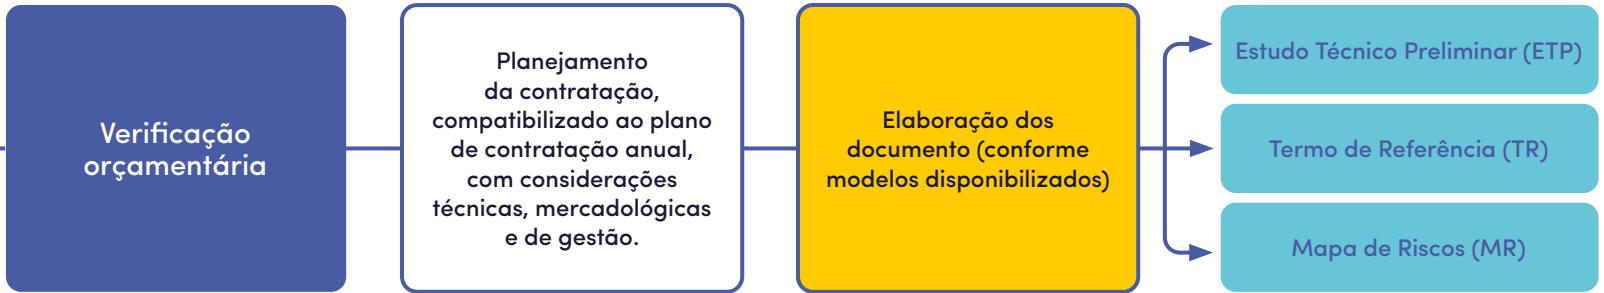 Verificação
orçamentária
Planejamento
da contratação,
compatibilizado ao plano
de contratação anual,
com considerações
técnicas, mercadológicas
e de gestão.
Elaboração dos
documento (conforme
modelos disponibilizados)
Estudo Técnico Preliminar (ETP)
Termo de Referência (TR)
Mapa de Riscos (MR)